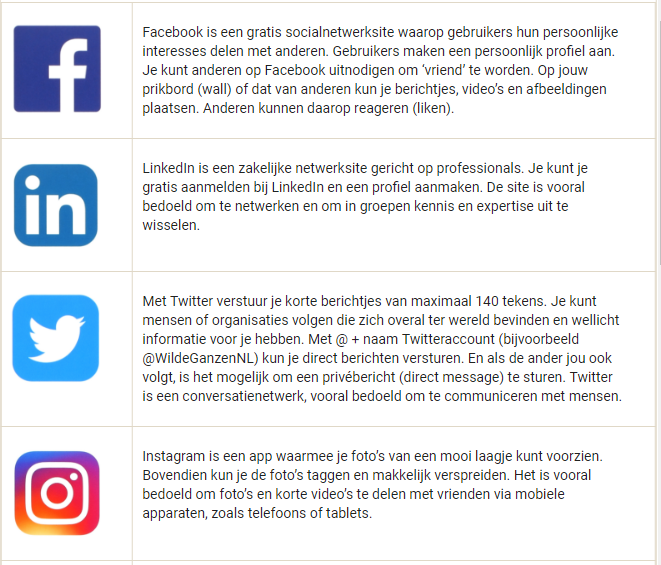 Facebook is een gratis socialnetwerksite waarop gebruikers hun persoonlijke
interesses delen met anderen. Gebruikers maken een persoonlijk profiel aan.
Je kunt anderen op Facebook uitnodigen om ‘vriend’ te worden. Op jouw
prikbord (wall) of dat van anderen kun je berichtjes, video’s en afbeeldingen
plaatsen. Anderen kunnen daarop reageren (liken).
in
LinkedIn is een zakelijke netwerksite gericht op professionals. Je kunt je
gratis aanmelden bij LinkedIn en een profiel aanmaken. De site is vooral
bedoeld om te netwerken en om in groepen kennis en expertise uit te
wisselen.
Met Twitter verstuur je korte berichtjes van maximaal 140 tekens. Je kunt
mensen of organisaties volgen die zich overal ter wereld bevinden en wellicht
informatie voor je hebben. Met @ + naam Twitteraccount (bijvoorbeeld
@WildeGanzenNL) kun je direct berichten versturen. En als de ander jou ook
volgt, is het mogelijk om een privébericht (direct message) te sturen. Twitter
is een conversatienetwerk, vooral bedoeld om te communiceren met mensen.
Instagram is een app waarmee je foto’s van een mooi laagje kunt voorzien.
Bovendien kun je de foto’s taggen en makkelijk verspreiden. Het is vooral
bedoeld om foto’s en korte video’s te delen met vrienden via mobiele
apparaten, zoals telefoons of tablets.